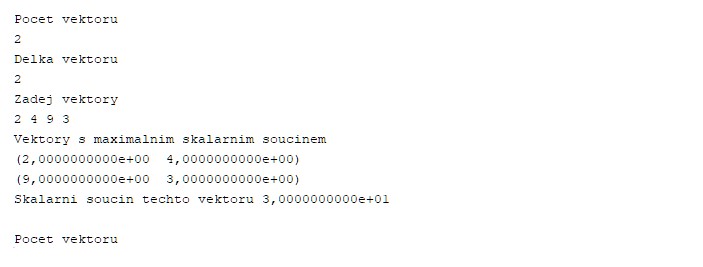 Pocet vektoru
2
Delka vektoru
2
Zadej vektory
2 4 9 3
Vektory s maximalnim skalarnim soucinem
(2,0000000000e+00  4,0000000000e+00)
(9,0000000000e+00  3,0000000000e+00)
Skalarni soucin techto vektoru 3,0000000000e+01
Pocet vektoru